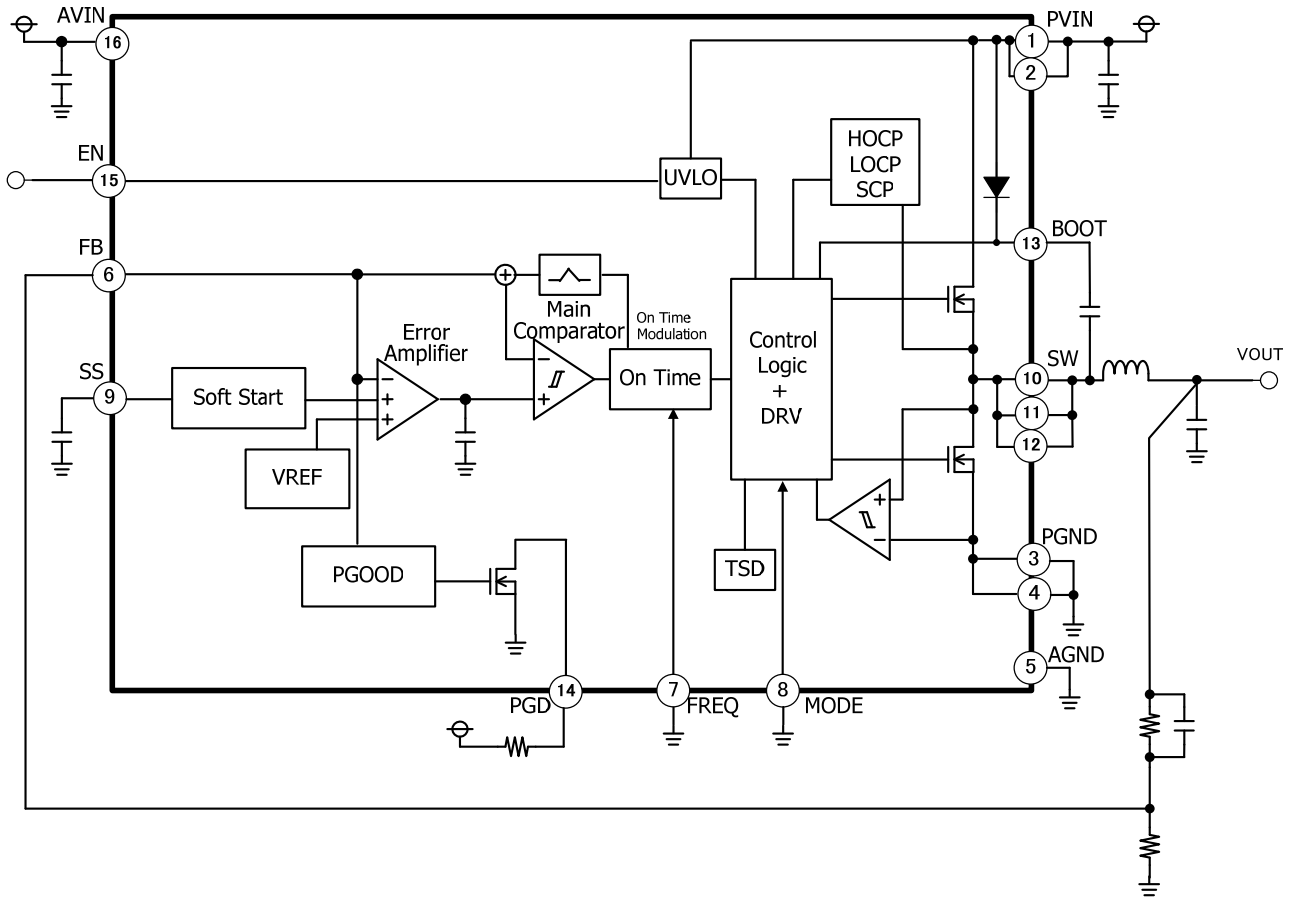 AVIN
16
PVIN
1
2
HOCP
LOCP
SCP
EN
15
UVLO
BOOT
13
FB
6
+
Main
Comparator
On Time
Modulation
Error
Amplifier
Control
Logic
+
DRV
SS
9
Soft Start
−
+
+
−
+
On Time
SW
10
11
12
VOUT
VREF
+
−
PGOOD
TSD
PGND
3
4
5
AGND
PGD
14
7
FREQ
8
MODE